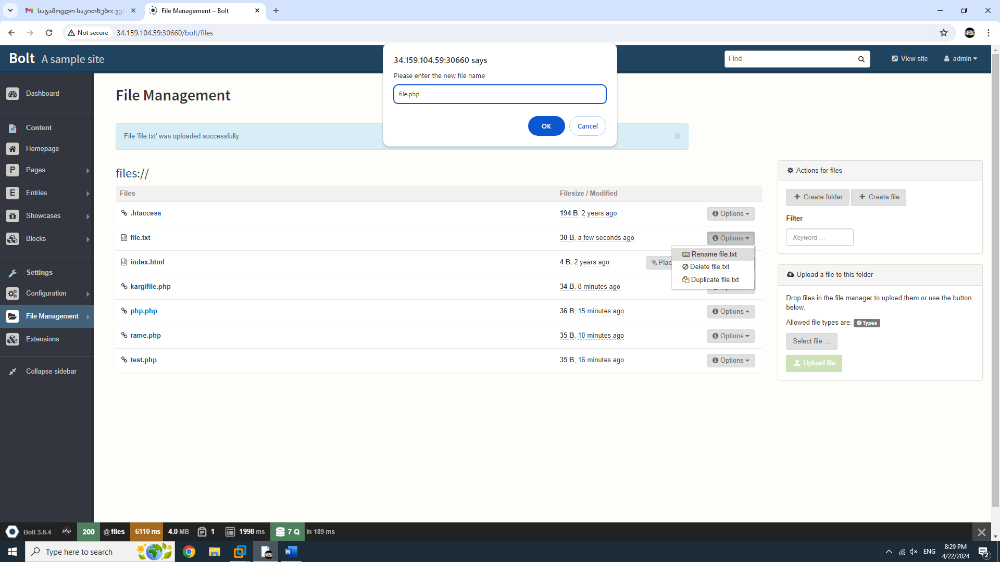 საგამოცდო საკითხები: ვებ
File Management – Bolt
Not secure
34.159.104.59:30660/bolt/files
Bolt A sample site
Find
View site
admin
34.159.104.59:30660 says
Please enter the new file name
file.php
OK
Cancel
Dashboard
Content
Homepage
P Pages
E Entries
Showcases
Blocks
Settings
Configuration
File Management
Extensions
Collapse sidebar
File Management
File 'file.txt' was uploaded successfully.
files://
Files Filesize / Modified
.htaccess 194 B, 2 years ago Options
file.txt 30 B, a few seconds ago Options
Rename file.txt
Delete file.txt
Duplicate file.txt
index.html 4 B, 2 years ago
kargifile.php 34 B, 8 minutes ago
php.php 36 B, 15 minutes ago Options
rame.php 35 B, 10 minutes ago Options
test.php 35 B, 16 minutes ago Options
Actions for files
Create folder Create file
Filter
Keyword …
Upload a file to this folder
Drop files in the file manager to upload them or use the button
below.
Allowed file types are: Types
Select file …
Upload file
Bolt 3.6.4 php 200 @ files 6110 ms 4.0 MB 1 1998 ms 7 Q in 189 ms
Type here to search
ENG
8:29 PM
4/22/2024
2